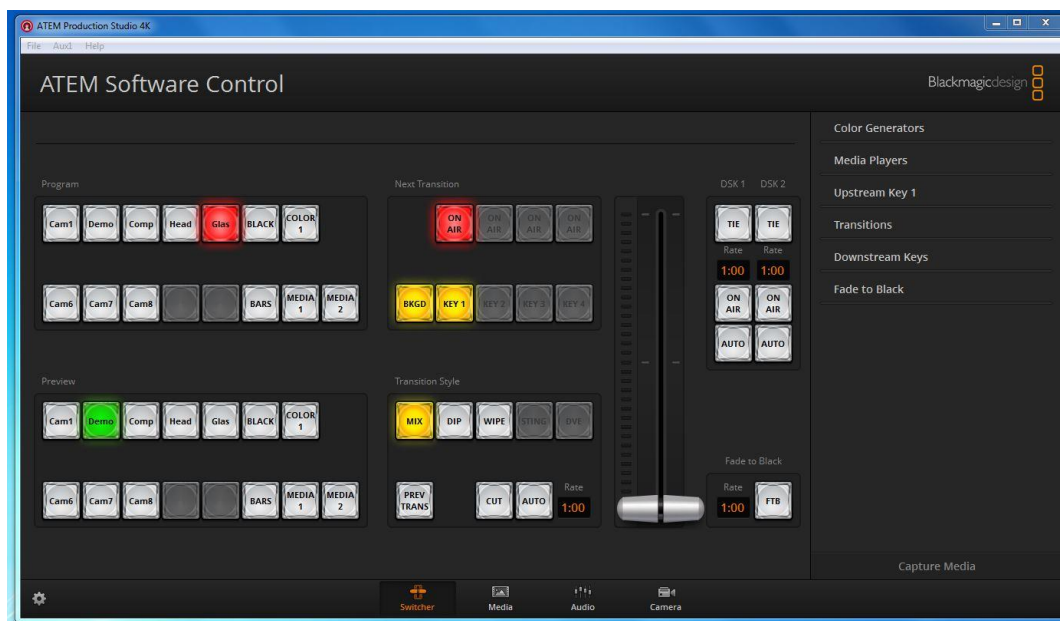 ATEM Production Studio 4K
File Aux1 Help
ATEM Software Control
Blackmagicdesign
Program
Cam1 Demo Comp Head Glas BLACK COLOR 1
Cam6 Cam7 Cam8 BARS MEDIA 1 MEDIA 2
Next Transition
ON AIR ON AIR ON AIR ON AIR
BKGD KEY 1 KEY 2 KEY 3 KEY 4
DSK 1 DSK 2
TIE TIE
Rate Rate
1:00 1:00
ON AIR ON AIR
AUTO AUTO
Preview
Cam1 Demo Comp Head Glas BLACK COLOR 1
Cam6 Cam7 Cam8 BARS MEDIA 1 MEDIA 2
Transition Style
MIX DIP WIPE STING DVE
PREV TRANS CUT AUTO Rate 1:00
Fade to Black
Rate
1:00 FTB
Color Generators
Media Players
Upstream Key 1
Transitions
Downstream Keys
Fade to Black
Capture Media
Switcher Media Audio Camera